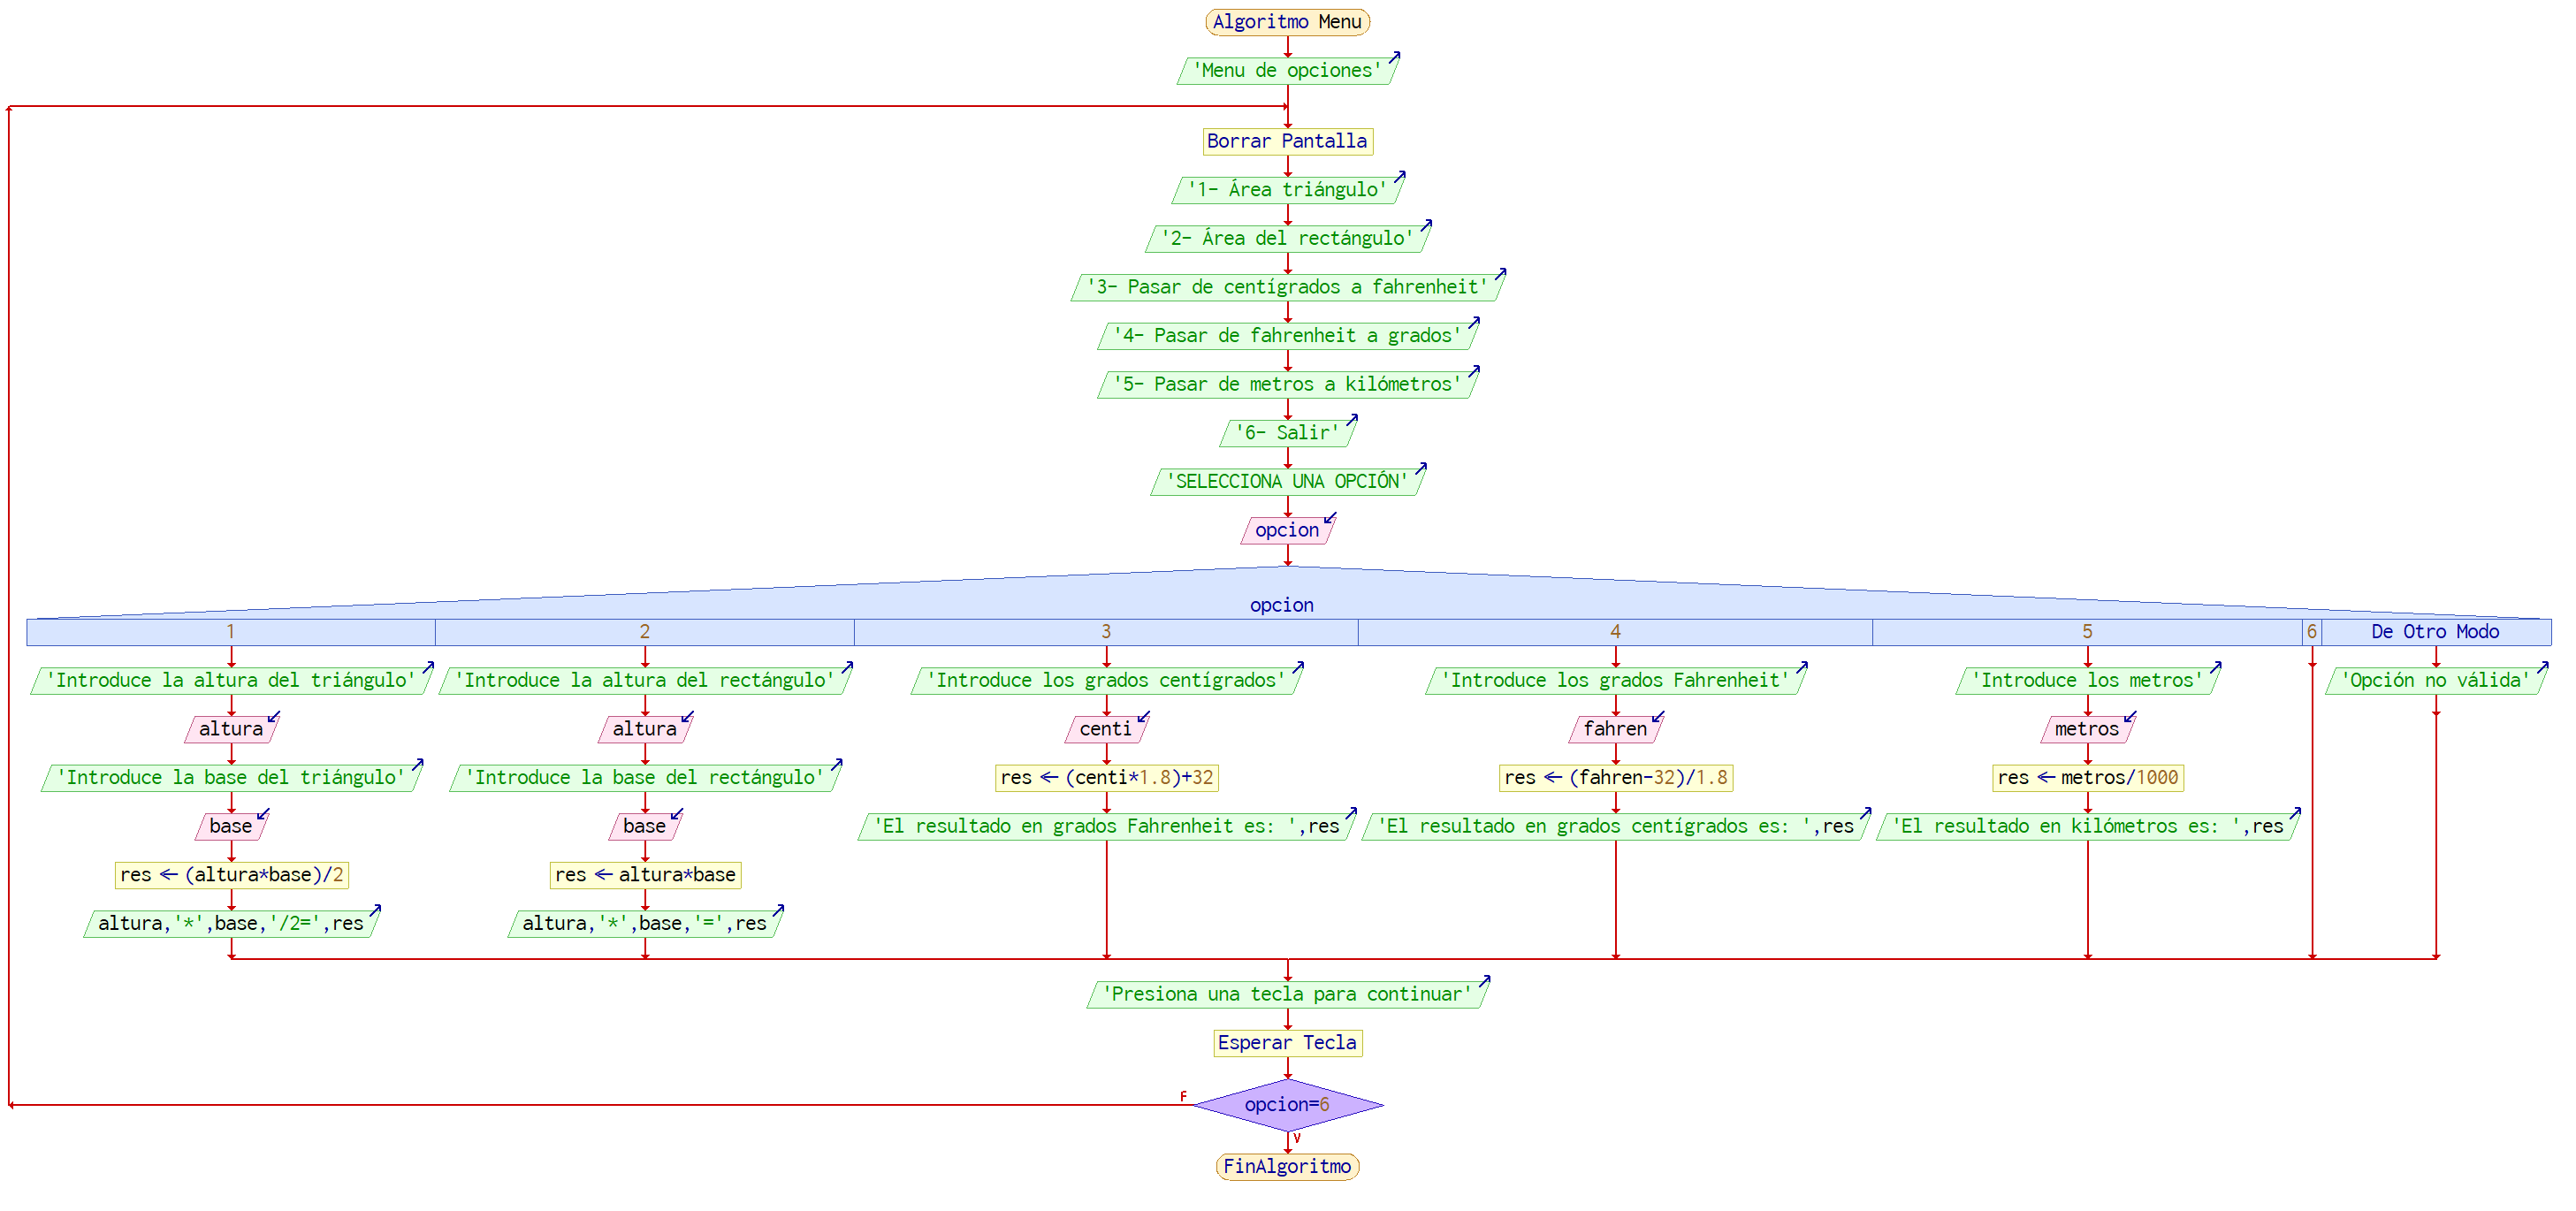 Algoritmo Menu
'Menu de opciones'
Borrar Pantalla
'1- Área triángulo'
'2- Área del rectángulo'
'3- Pasar de centígrados a fahrenheit'
'4- Pasar de fahrenheit a grados'
'5- Pasar de metros a kilómetros'
'6- Salir'
'SELECCIONA UNA OPCIÓN'
opcion
opcion
1
2
3
4
5
6
De Otro Modo
'Introduce la altura del triángulo'
altura
'Introduce la base del triángulo'
base
res ← (altura*base)/2
altura,'*',base,'/2=',res
'Introduce la altura del rectángulo'
altura
'Introduce la base del rectángulo'
base
res ← altura*base
altura,'*',base,'=',res
'Introduce los grados centígrados'
centi
res ← (centi*1.8)+32
'El resultado en grados Fahrenheit es: ',res
'Introduce los grados Fahrenheit'
fahren
res ← (fahren-32)/1.8
'El resultado en grados centígrados es: ',res
'Introduce los metros'
metros
res ← metros/1000
'El resultado en kilómetros es: ',res
'Opción no válida'
'Presiona una tecla para continuar'
Esperar Tecla
F
opcion=6
V
FinAlgoritmo